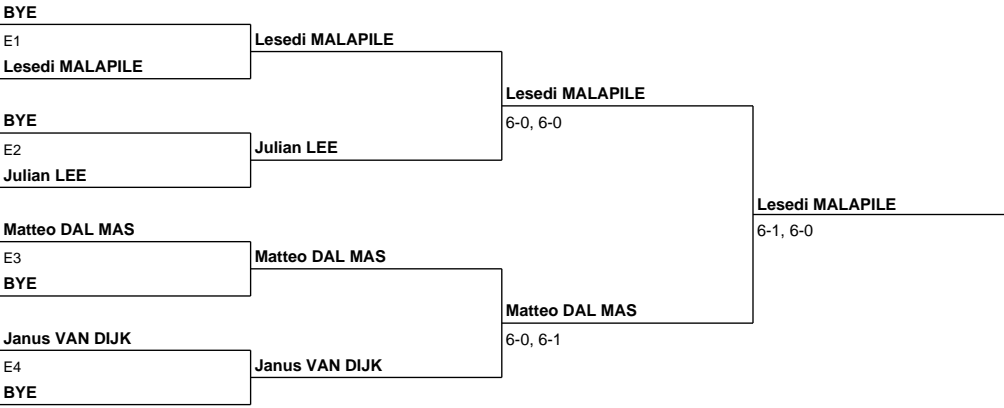 BYE
E1
Lesedi MALAPILE
BYE
E2
Julian LEE
Matteo DAL MAS
E3
BYE
Janus VAN DIJK
E4
BYE
Lesedi MALAPILE
Julian LEE
Matteo DAL MAS
Janus VAN DIJK
Lesedi MALAPILE
6-0, 6-0
Matteo DAL MAS
6-0, 6-1
Lesedi MALAPILE
6-1, 6-0